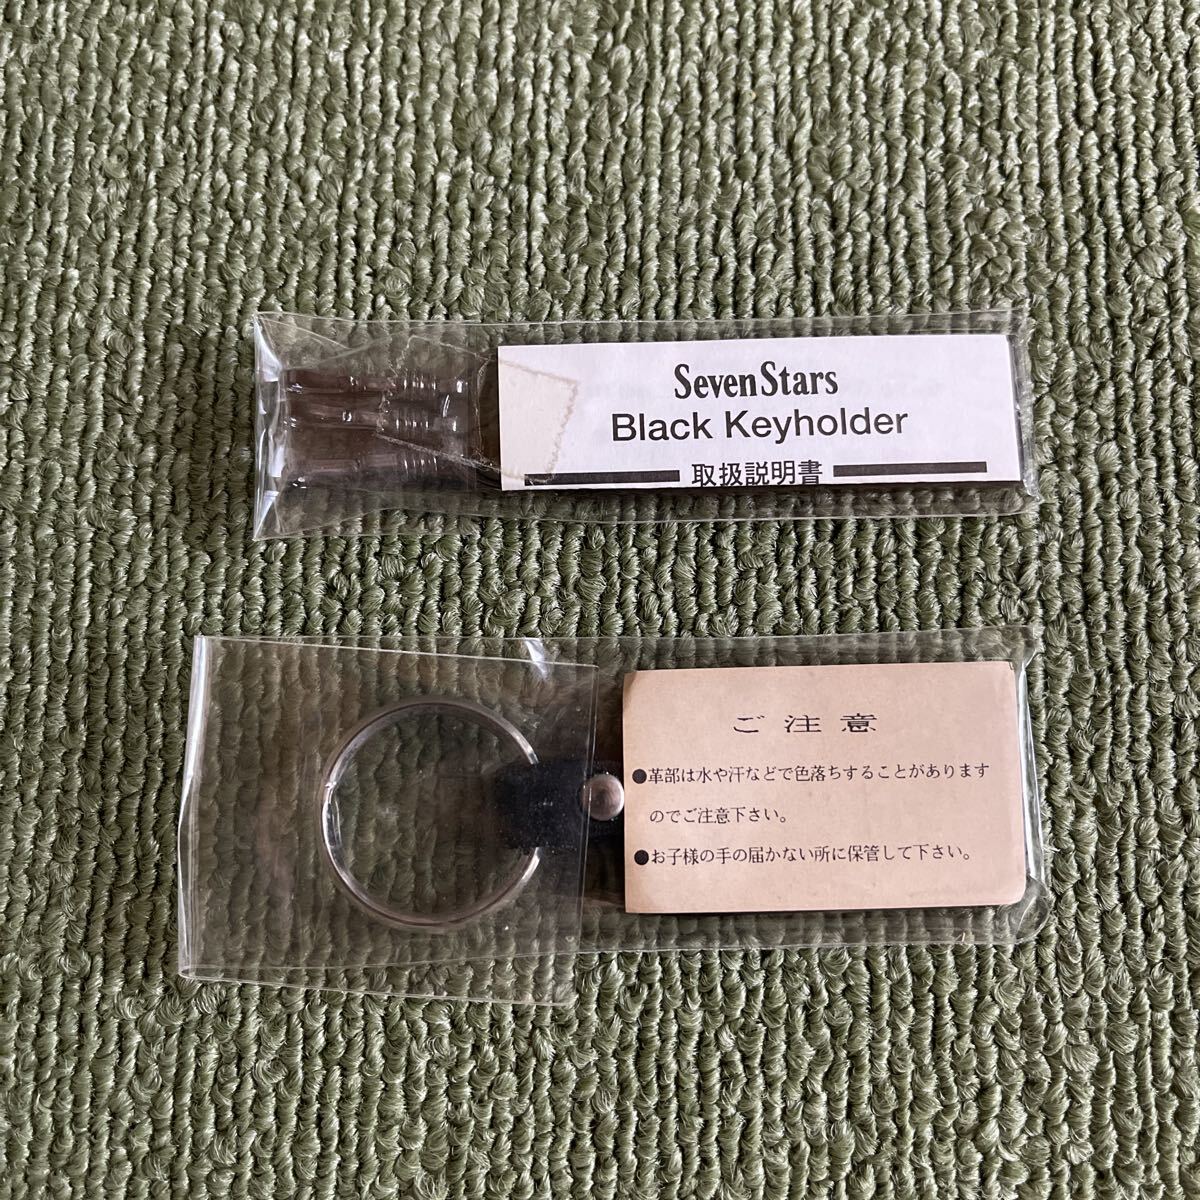 SevenStars
Black Keyholder
取扱説明書
ご注意
●革部は水や汗などで色落ちすることがあります
のでご注意下さい。
●お子様の手の届かない所に保管して下さい。